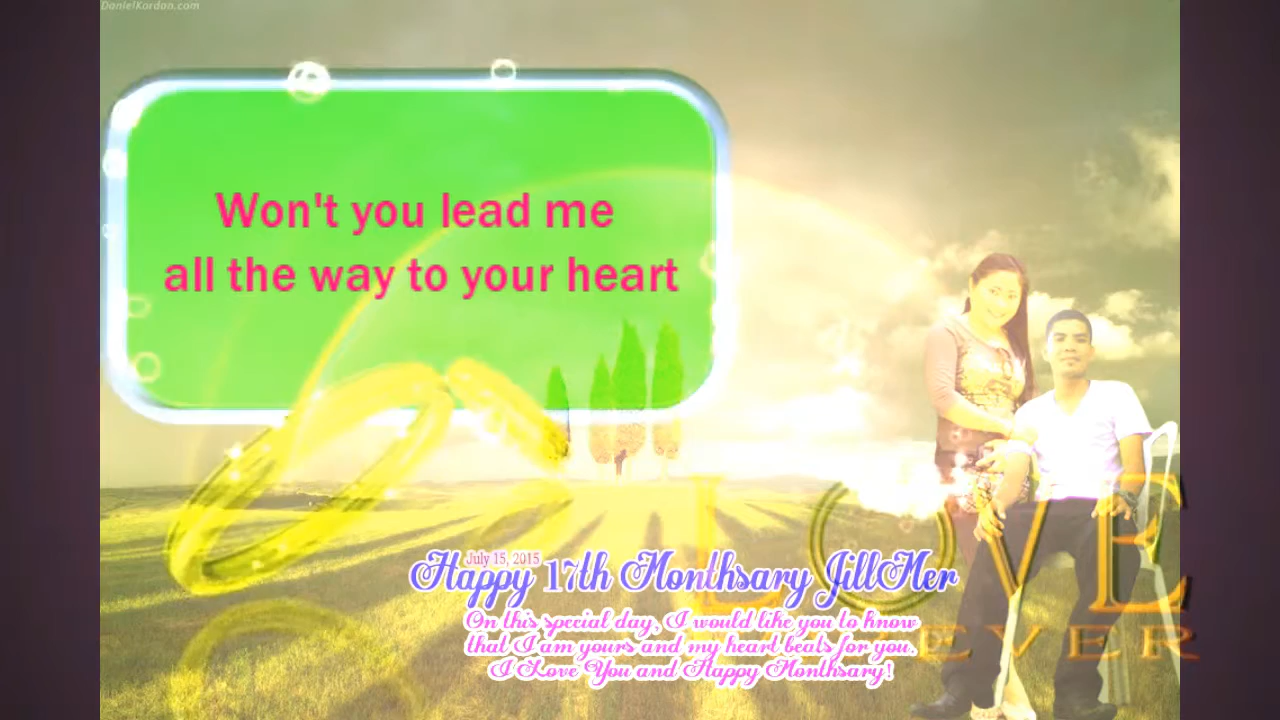 DanielKordan.com
Won't you lead me
all the way to your heart
LOVE
EVER
July 15, 2015
Happy 17th Monthsary JillMer
On this special day, I would like you to know
that I am yours and my heart beats for you.
I Love You and Happy Monthsary!